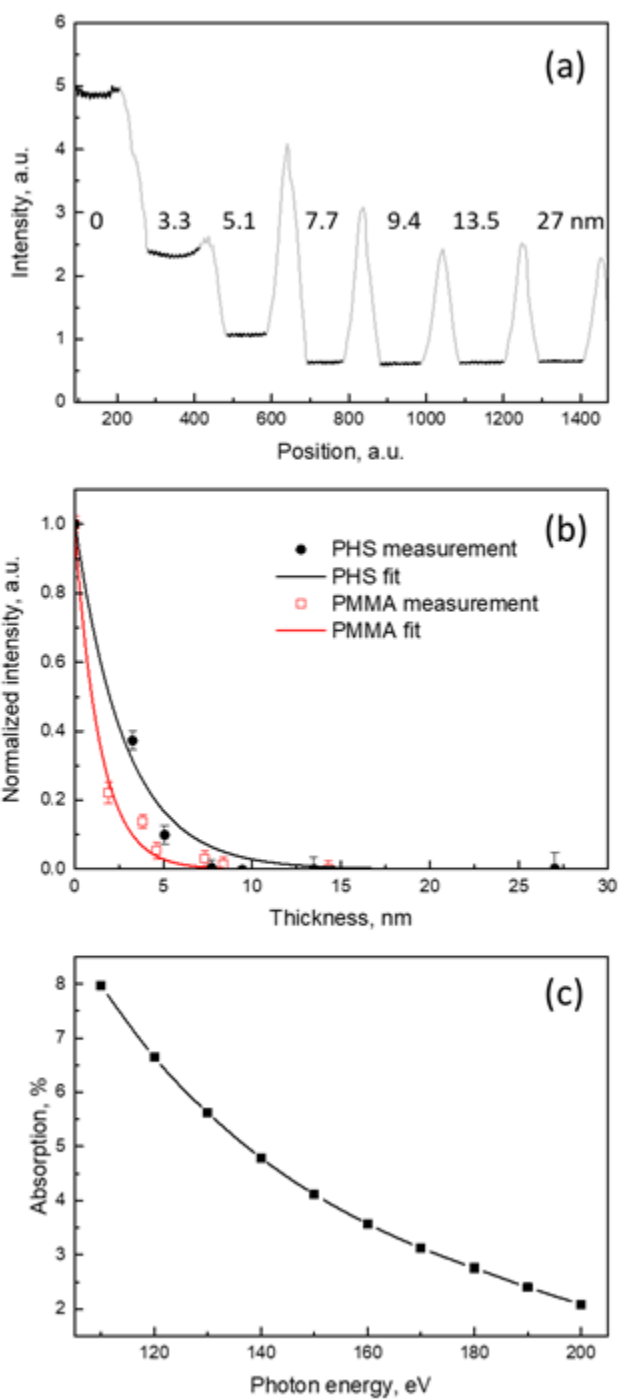 (a)
6
5
4
3
2
1
0
Intensity, a.u.
0 3.3 5.1 7.7 9.4 13.5 27 nm
200 400 600 800 1000 1200 1400
Position, a.u.
(b)
1.0
0.8
0.6
0.4
0.2
0.0
Normalized intensity, a.u.
PHS measurement
PHS fit
PMMA measurement
PMMA fit
0 5 10 15 20 25 30
Thickness, nm
(c)
8
7
6
5
4
3
2
Absorption, %
120 140 160 180 200
Photon energy, eV